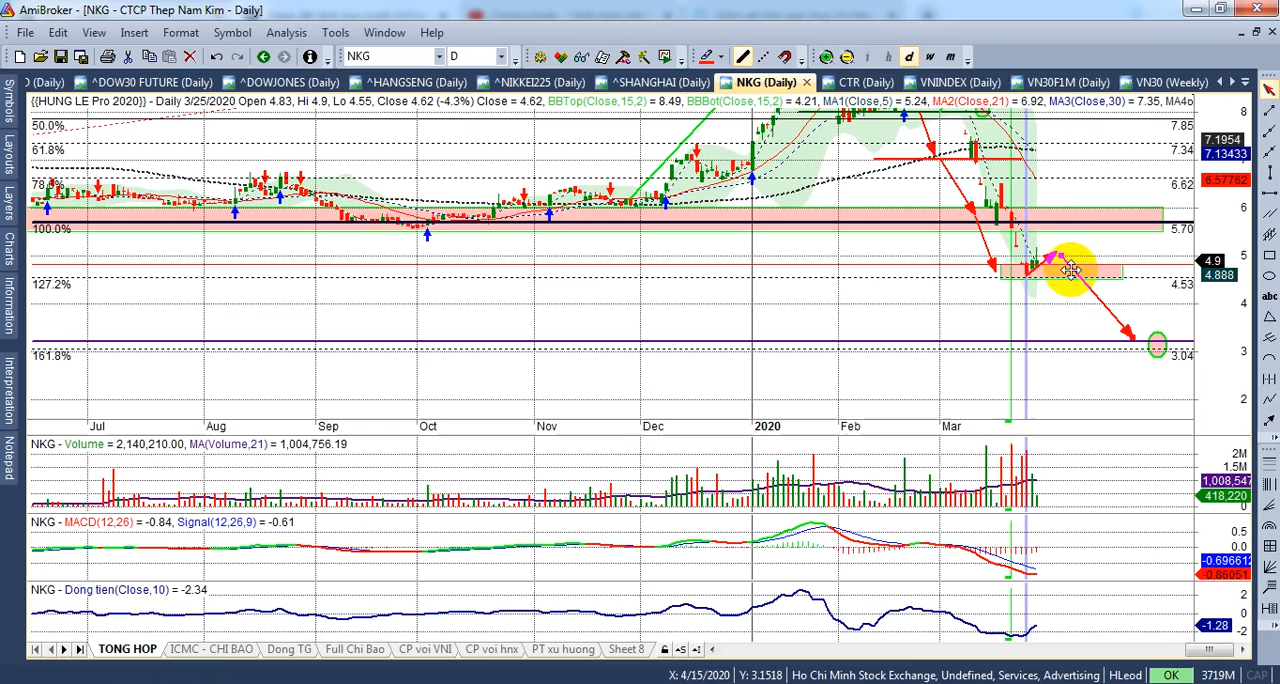 AmiBroker - [NKG - CTCP Thep Nam Kim - Daily]
File Edit View Insert Format Symbol Analysis Tools Window Help
NKG D i h d w m
) (Daily) ^DOW30 FUTURE (Daily) ^DOWJONES (Daily) ^HANGSENG (Daily) ^NIKKEI225 (Daily) ^SHANGHAI (Daily) NKG (Daily) CTR (Daily) VNINDEX (Daily) VN30F1M (Daily) VN30 (Weekly)
{{HUNG LE Pro 2020}} - Daily 3/25/2020 Open 4.83, Hi 4.9, Lo 4.55, Close 4.62 (-4.3%) Close = 4.62, BBTop(Close,15,2) = 8.49, BBBot(Close,15,2) = 4.21, MA1(Close,5) = 5.24, MA2(Close,21) = 6.92, MA3(Close,30) = 7.35, MA4o
Symbols
Layouts
Layers
Charts
Information
Interpretation
Notepad
abc
50.0%
61.8%
100.0%
127.2%
161.8%
8
7.85
7.34
6.62
6
5.70
5
4.53
4
3.04
3
2
7.1954
7.13433
6.57762
4.9
4.888
Jul Aug Sep Oct Nov Dec 2020 Feb Mar
NKG - Volume = 2,140,210.00, MA(Volume,21) = 1,004,756.19
2M
1.5M
1,008,547
418,220
0
NKG - MACD(12,26) = -0.84, Signal(12,26,9) = -0.61
0.5
0.0
-0.696612
-0.86051
NKG - Dong tien(Close,10) = -2.34
2
0
-1.28
-2
TONG HOP ICMC - CHI BAO Dong TG Full Chi Bao CP voi VNI CP voi hnx PT xu huong Sheet 8
X: 4/15/2020 Y: 3.1518 Ho Chi Minh Stock Exchange, Undefined, Services, Advertising HLeod OK 3719M CAP